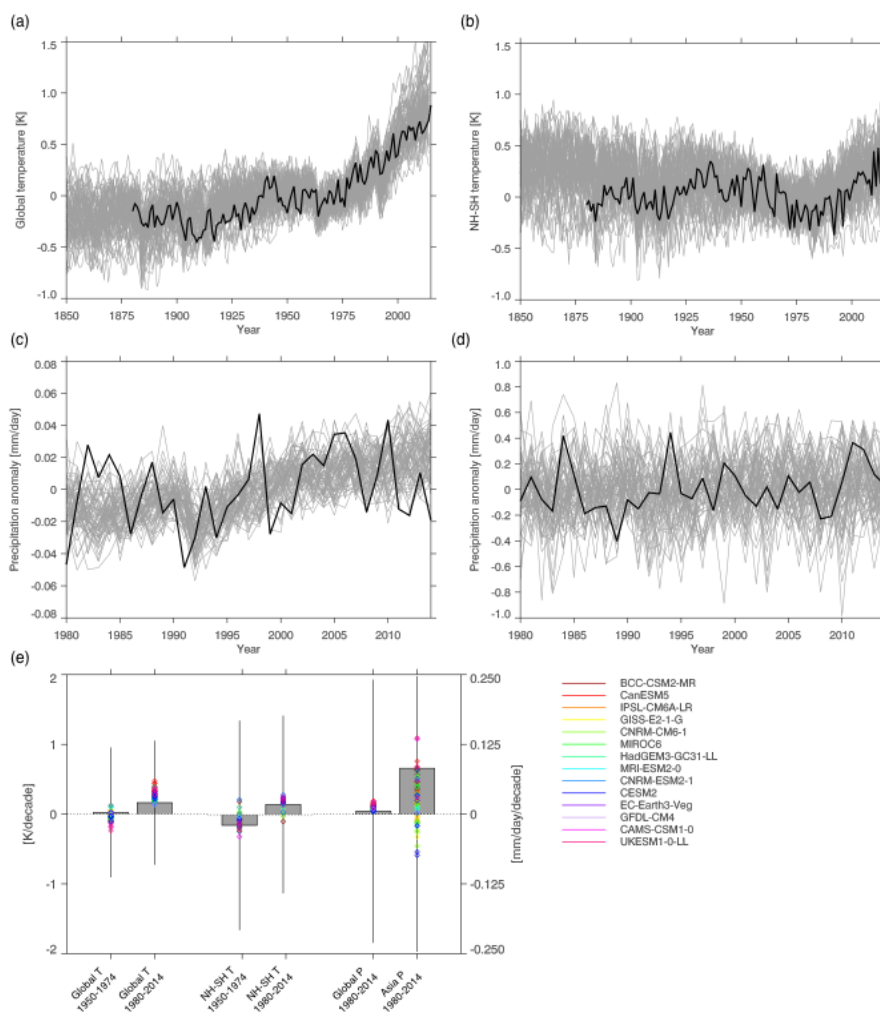 (a)
1.5
1.0
0.5
0
-0.5
-1.0
Global temperature [K]
1850
1875
1900
1925
1950
1975
2000
Year
(b)
1.5
1.0
0.5
0
-0.5
-1.0
NH-SH temperature [K]
1850
1875
1900
1925
1950
1975
2000
Year
(c)
0.08
0.06
0.04
0.02
0
-0.02
-0.04
-0.06
-0.08
Precipitation anomaly [mm/day]
1980
1985
1990
1995
2000
2005
2010
Year
(d)
1.0
0.8
0.6
0.4
0.2
0
-0.2
-0.4
-0.6
-0.8
-1.0
Precipitation anomaly [mm/day]
1980
1985
1990
1995
2000
2005
2010
Year
(e)
2
1
0
-1
-2
[K/decade]
0.250
0.125
0
-0.125
-0.250
[mm/day/decade]
Global T
1950-1974
Global T
1980-2014
NH-SH T
1950-1974
NH-SH T
1980-2014
Global P
1980-2014
Asia P
1980-2014
BCC-CSM2-MR
CanESM5
IPSL-CM6A-LR
GISS-E2-1-G
CNRM-CM6-1
MIROC6
HadGEM3-GC31-LL
MRI-ESM2-0
CNRM-ESM2-1
CESM2
EC-Earth3-Veg
GFDL-CM4
CAMS-CSM1-0
UKESM1-0-LL